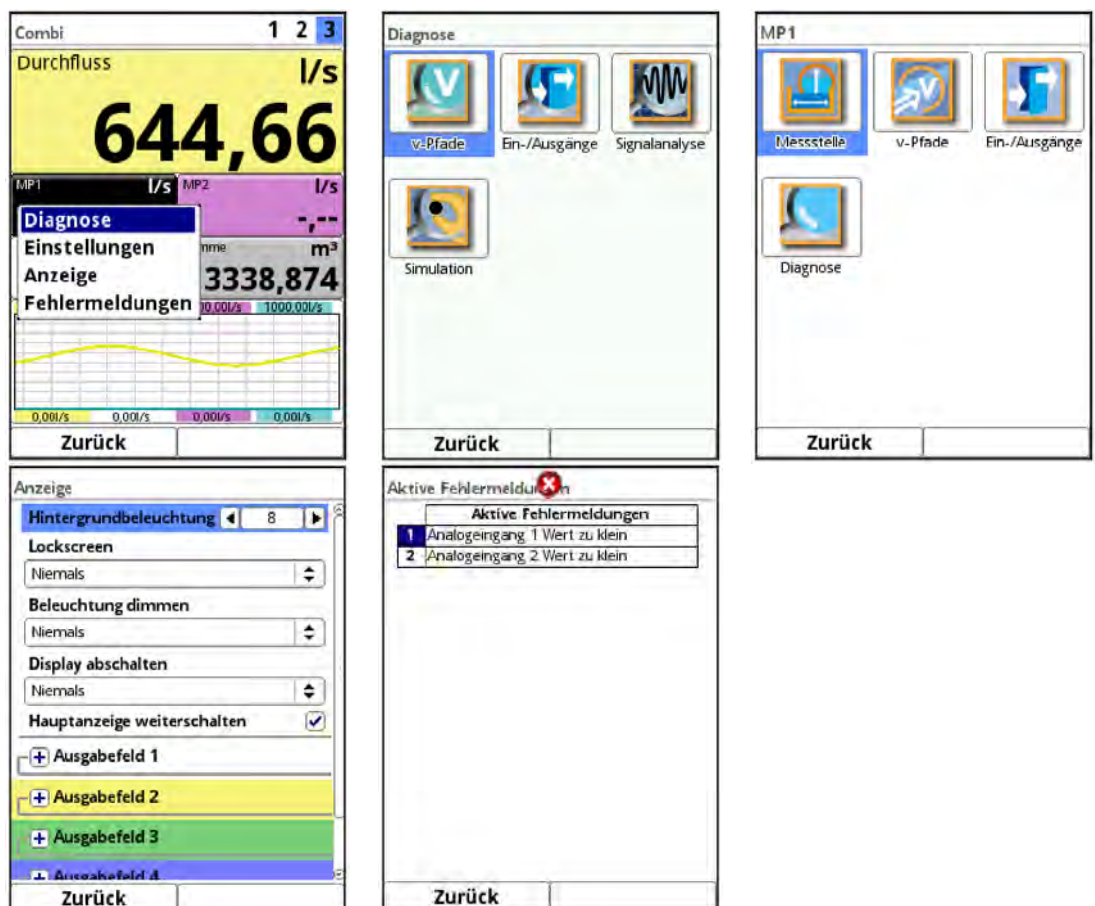 Combi 1 2 3
Durchfluss l/s
644,66
MP1 l/s MP2 l/s
-,--
m³
3338,874
Diagnose
Einstellungen
Anzeige
Fehlermeldungen
1000,00l/s
0,00l/s 0,00l/s 0,00l/s 0,00l/s
Zurück
Diagnose
v-Pfade Ein-/Ausgänge Signalanalyse
Simulation
Zurück
MP1
Messstelle v-Pfade Ein-/Ausgänge
Diagnose
Zurück
Anzeige
Hintergrundbeleuchtung 8
Lockscreen
Niemals
Beleuchtung dimmen
Niemals
Display abschalten
Niemals
Hauptanzeige weiterschalten
Ausgabefeld 1
Ausgabefeld 2
Ausgabefeld 3
Ausgabefeld 4
Zurück
Aktive Fehlermeldun
Aktive Fehlermeldungen
1 Analogeingang 1 Wert zu klein
2 Analogeingang 2 Wert zu klein
Zurück